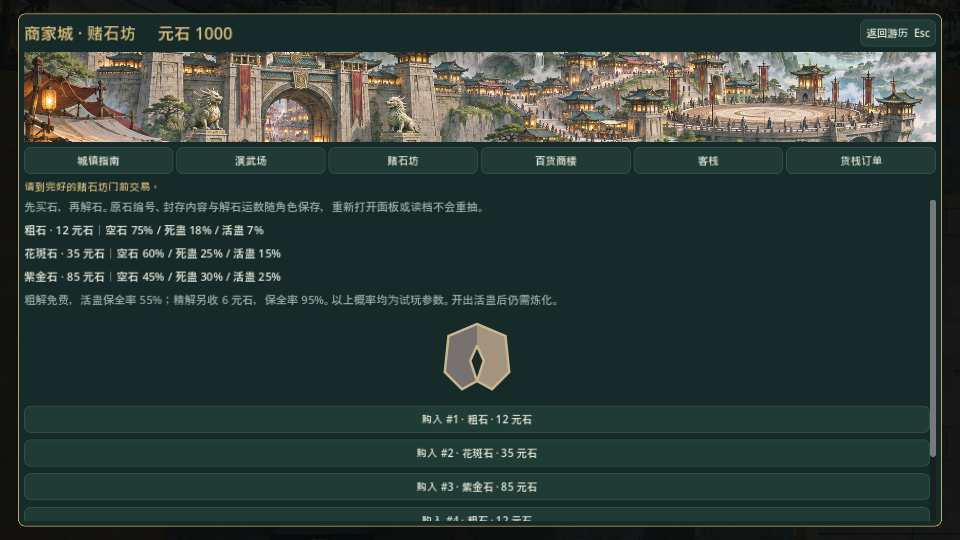 商家城 · 赌石坊 元石 1000
返回游历 Esc
城镇指南 演武场 赌石坊 百货商楼 客栈 货栈订单
请到完好的赌石坊门前交易。
先买石，再解石。原石编号、封存内容与解石运数随角色保存，重新打开面板或读档不会重抽。
粗石 · 12 元石｜空石 75% / 死蛊 18% / 活蛊 7%
花斑石 · 35 元石｜空石 60% / 死蛊 25% / 活蛊 15%
紫金石 · 85 元石｜空石 45% / 死蛊 30% / 活蛊 25%
粗解免费，活蛊保全率 55%；精解另收 6 元石，保全率 95%。以上概率均为试玩参数。开出活蛊后仍需炼化。
购入 #1 · 粗石 · 12 元石
购入 #2 · 花斑石 · 35 元石
购入 #3 · 紫金石 · 85 元石
购入 #4 · 粗石 · 12 元石